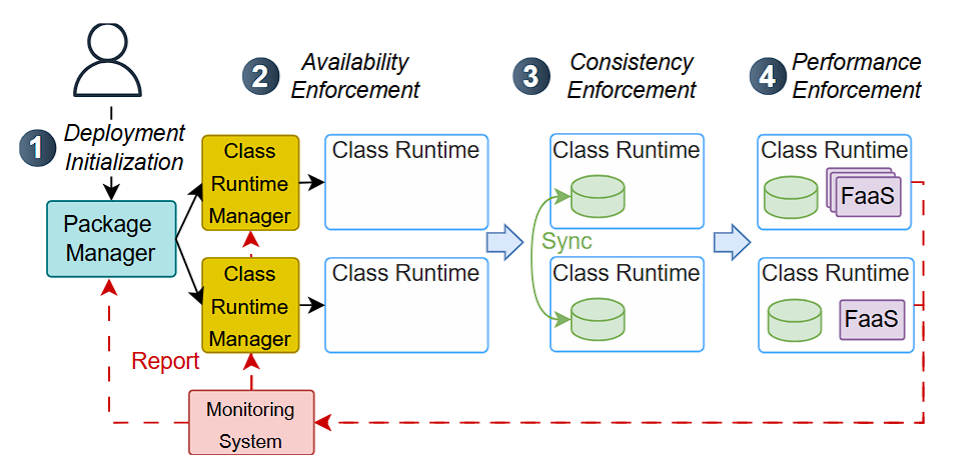 2 Availability
Enforcement
3 Consistency
Enforcement
4 Performance
Enforcement
1 Deployment
Initialization
Package
Manager
Class
Runtime
Manager
Class Runtime
Class Runtime
Class Runtime
FaaS
Sync
Class
Runtime
Manager
Class Runtime
Class Runtime
Class Runtime
FaaS
Report
Monitoring
System